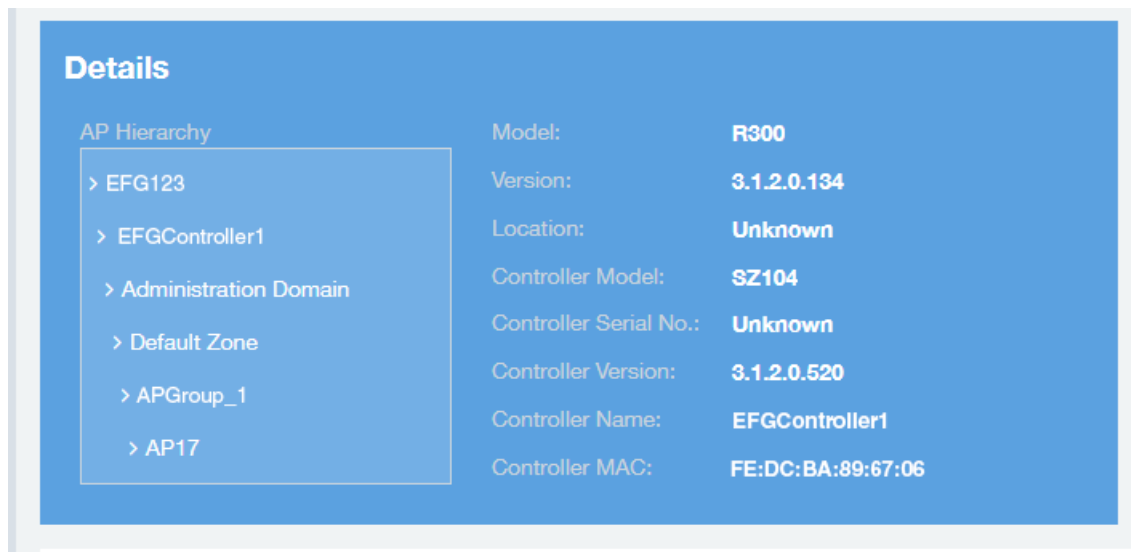 Details
AP Hierarchy
> EFG123
> EFGController1
> Administration Domain
> Default Zone
> APGroup_1
> AP17
Model: R300
Version: 3.1.2.0.134
Location: Unknown
Controller Model: SZ104
Controller Serial No.: Unknown
Controller Version: 3.1.2.0.520
Controller Name: EFGController1
Controller MAC: FE:DC:BA:89:67:06